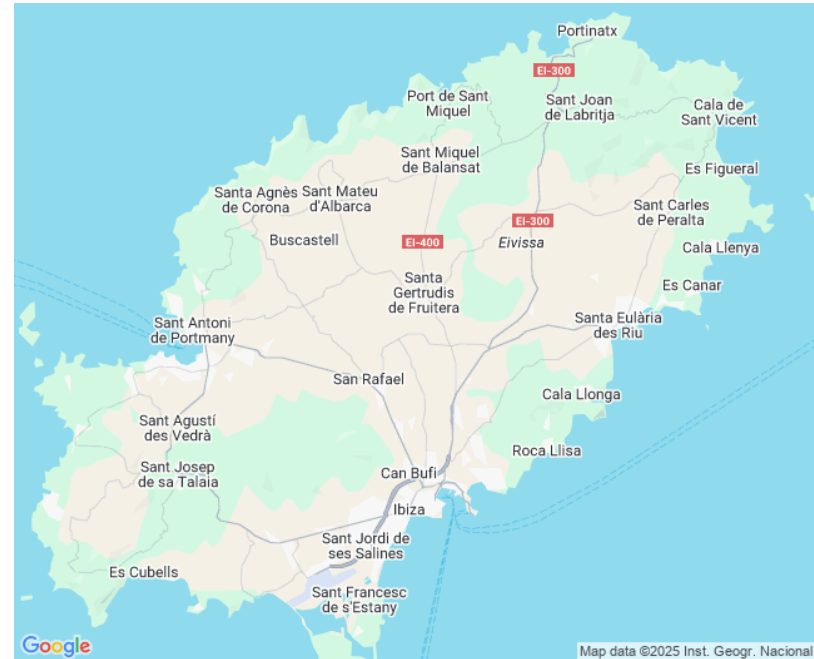 Portinatx
EI-300
Port de Sant
Miquel
Sant Joan
de Labritja
Cala de
Sant Vicent
Sant Miquel
de Balansat
Es Figueral
Santa Agnès
de Corona
Sant Mateu
d'Albarca
Sant Carles
de Peralta
EI-300
Buscastell
EI-400
Eivissa
Cala Llenya
Santa
Gertrudis
de Fruitera
Es Canar
Sant Antoni
de Portmany
Santa Eulària
des Riu
San Rafael
Cala Llonga
Sant Agustí
des Vedrà
Roca Llisa
Sant Josep
de sa Talaia
Can Bufi
Ibiza
Sant Jordi de
ses Salines
Es Cubells
Sant Francesc
de s'Estany
Google
Map data ©2025 Inst. Geogr. Nacional